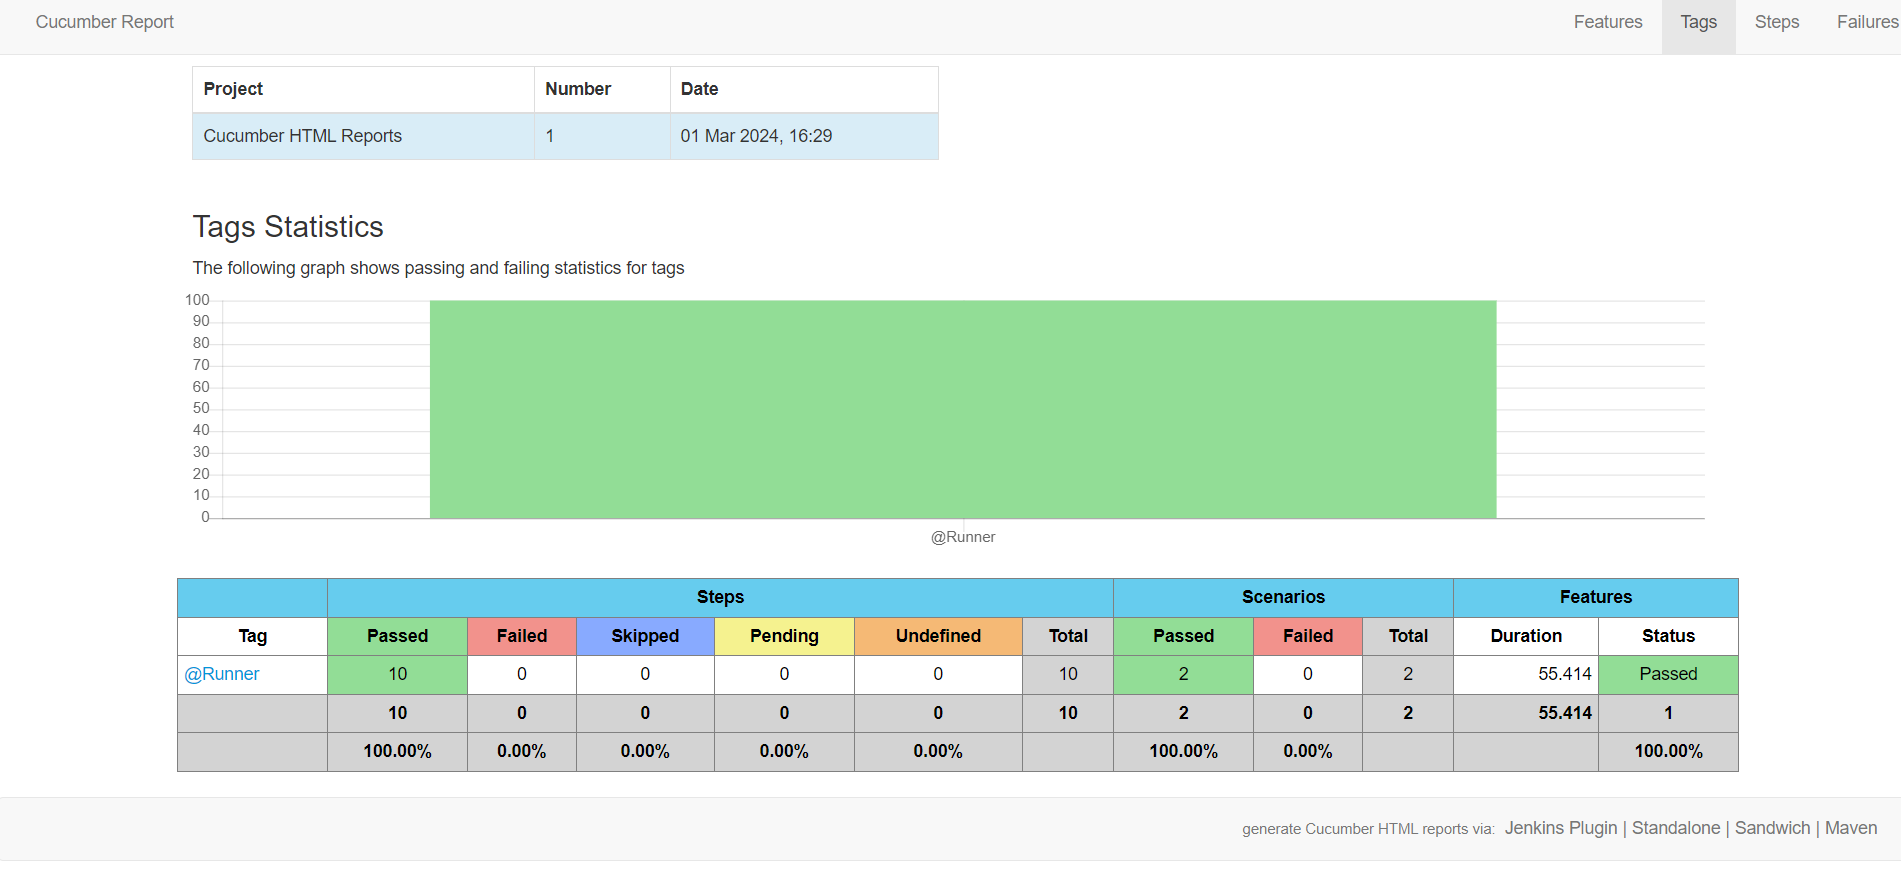 Cucumber Report Features Tags Steps Failures
Project Number Date
Cucumber HTML Reports 1 01 Mar 2024, 16:29
Tags Statistics
The following graph shows passing and failing statistics for tags
100
90
80
70
60
50
40
30
20
10
0
@Runner
Steps Scenarios Features
Tag Passed Failed Skipped Pending Undefined Total Passed Failed Total Duration Status
@Runner 10 0 0 0 0 10 2 0 2 55.414 Passed
10 0 0 0 0 10 2 0 2 55.414 1
100.00% 0.00% 0.00% 0.00% 0.00% 100.00% 0.00% 100.00%
generate Cucumber HTML reports via: Jenkins Plugin | Standalone | Sandwich | Maven